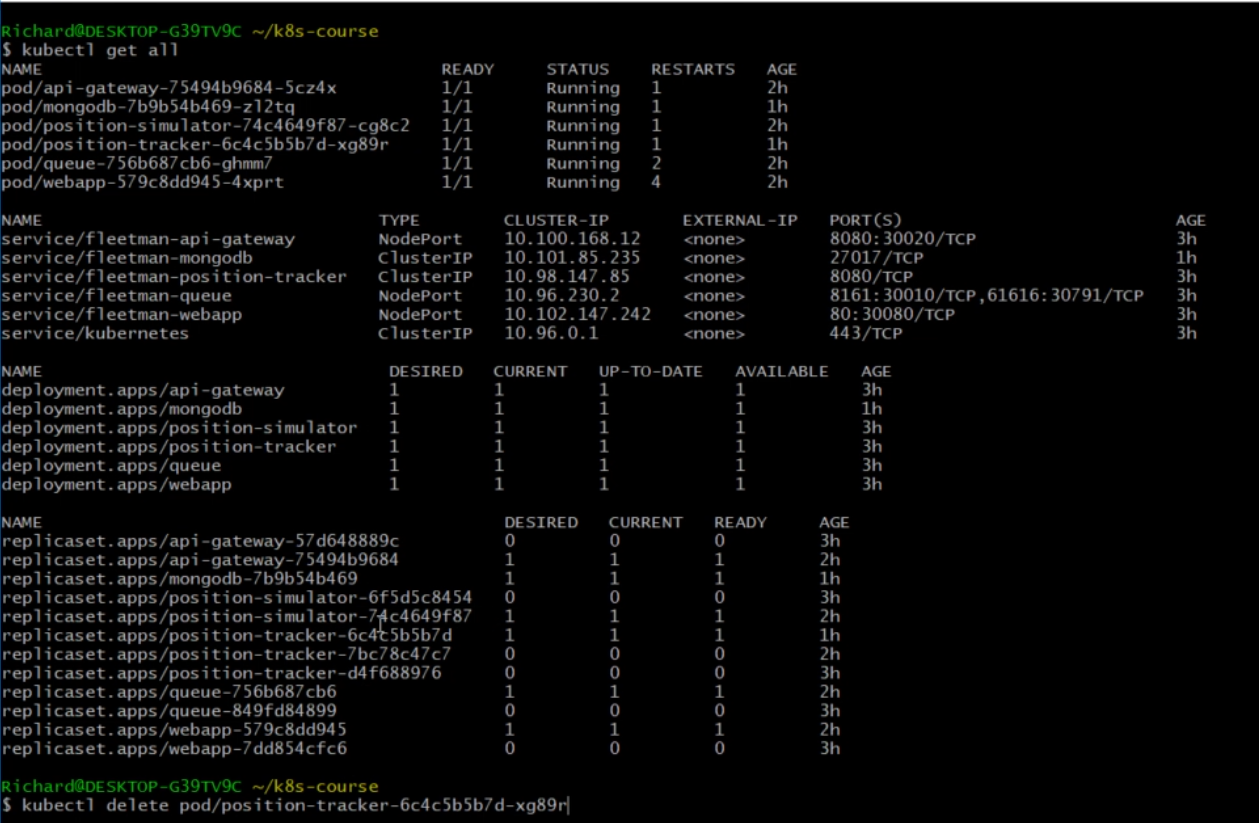 Richard@DESKTOP-G39TV9C ~/k8s-course
$ kubectl get all
NAME READY STATUS RESTARTS AGE
pod/api-gateway-75494b9684-5cz4x 1/1 Running 1 2h
pod/mongodb-7b9b54b469-zl2tq 1/1 Running 1 1h
pod/position-simulator-74c4649f87-cg8c2 1/1 Running 1 2h
pod/position-tracker-6c4c5b5b7d-xg89r 1/1 Running 1 1h
pod/queue-756b687cb6-ghmm7 1/1 Running 2 2h
pod/webapp-579c8dd945-4xprt 1/1 Running 4 2h
NAME TYPE CLUSTER-IP EXTERNAL-IP PORT(S) AGE
service/fleetman-api-gateway NodePort 10.100.168.12 <none> 8080:30020/TCP 3h
service/fleetman-mongodb ClusterIP 10.101.85.235 <none> 27017/TCP 1h
service/fleetman-position-tracker ClusterIP 10.98.147.85 <none> 8080/TCP 3h
service/fleetman-queue NodePort 10.96.230.2 <none> 8161:30010/TCP,61616:30791/TCP 3h
service/fleetman-webapp NodePort 10.102.147.242 <none> 80:30080/TCP 3h
service/kubernetes ClusterIP 10.96.0.1 <none> 443/TCP 3h
NAME DESIRED CURRENT UP-TO-DATE AVAILABLE AGE
deployment.apps/api-gateway 1 1 1 1 3h
deployment.apps/mongodb 1 1 1 1 1h
deployment.apps/position-simulator 1 1 1 1 3h
deployment.apps/position-tracker 1 1 1 1 3h
deployment.apps/queue 1 1 1 1 3h
deployment.apps/webapp 1 1 1 1 3h
NAME DESIRED CURRENT READY AGE
replicaset.apps/api-gateway-57d648889c 0 0 0 3h
replicaset.apps/api-gateway-75494b9684 1 1 1 2h
replicaset.apps/mongodb-7b9b54b469 1 1 1 1h
replicaset.apps/position-simulator-6f5d5c8454 0 0 0 3h
replicaset.apps/position-simulator-74c4649f87 1 1 1 2h
replicaset.apps/position-tracker-6c4c5b5b7d 1 1 1 1h
replicaset.apps/position-tracker-7bc78c47c7 0 0 0 2h
replicaset.apps/position-tracker-d4f688976 0 0 0 3h
replicaset.apps/queue-756b687cb6 1 1 1 2h
replicaset.apps/queue-849fd84899 0 0 0 3h
replicaset.apps/webapp-579c8dd945 1 1 1 2h
replicaset.apps/webapp-7dd854cfc6 0 0 0 3h
Richard@DESKTOP-G39TV9C ~/k8s-course
$ kubectl delete pod/position-tracker-6c4c5b5b7d-xg89r